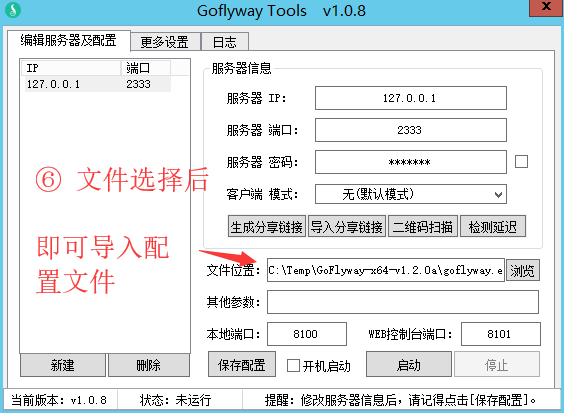 Goflyway Tools v1.0.8
x
编辑服务器及配置 更多设置 日志
IP 端口
127.0.0.1 2333
服务器信息
服务器 IP: 127.0.0.1
服务器 端口: 2333
服务器 密码: *******
客户端 模式: 无(默认模式)
生成分享链接 导入分享链接 二维码扫描 检测延迟
⑥ 文件选择后
即可导入配
置文件
文件位置: C:\Temp\GoFlyway-x64-v1.2.0a\goflyway.e 浏览
其他参数:
本地端口: 8100 WEB控制台端口: 8101
新建 删除 保存配置 开机启动 启动 停止
当前版本: v1.0.8 状态: 未运行 提醒: 修改服务器信息后, 请记得点击[保存配置]。